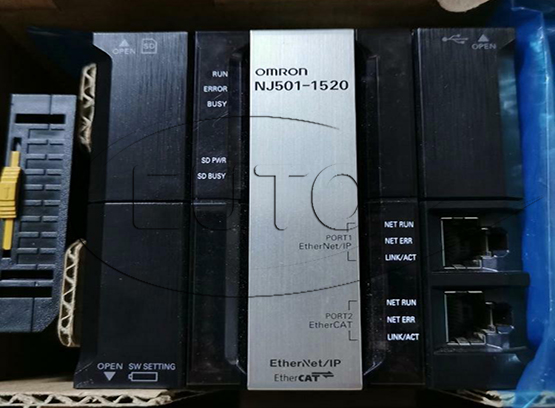 OPEN SD
RUN
ERROR
BUSY
SD PWR
SD BUSY
OMRON
NJ501-1520
OPEN
PORT1
EtherNet/IP
NET RUN
NET ERR
LINK/ACT
PORT2
EtherCAT
NET RUN
NET ERR
LINK/ACT
OPEN SW SETTING
EtherNet/IP
EtherCAT